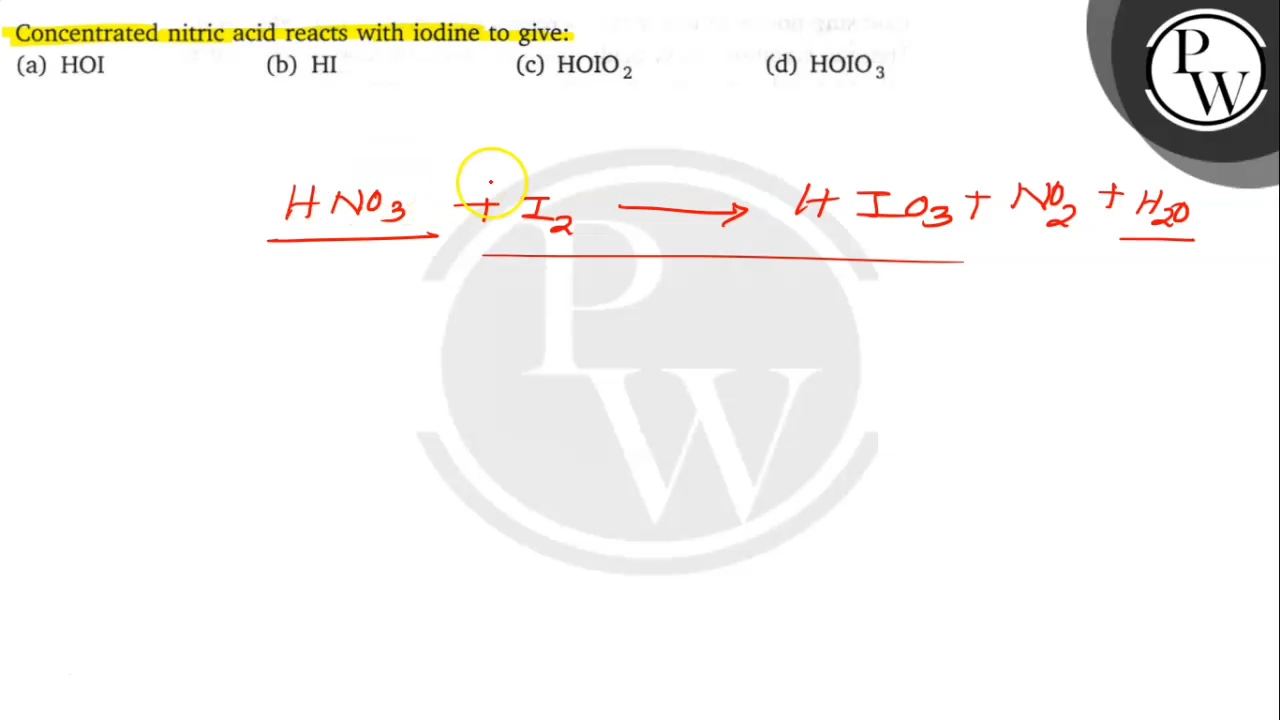 Concentrated nitric acid reacts with iodine to give:
(a) HOI (b) HI (c) HOIO₂ (d) HOIO₃
HNO₃ + I₂ ⟶ HIO₃ + NO₂ + H₂O
P
W
P
W